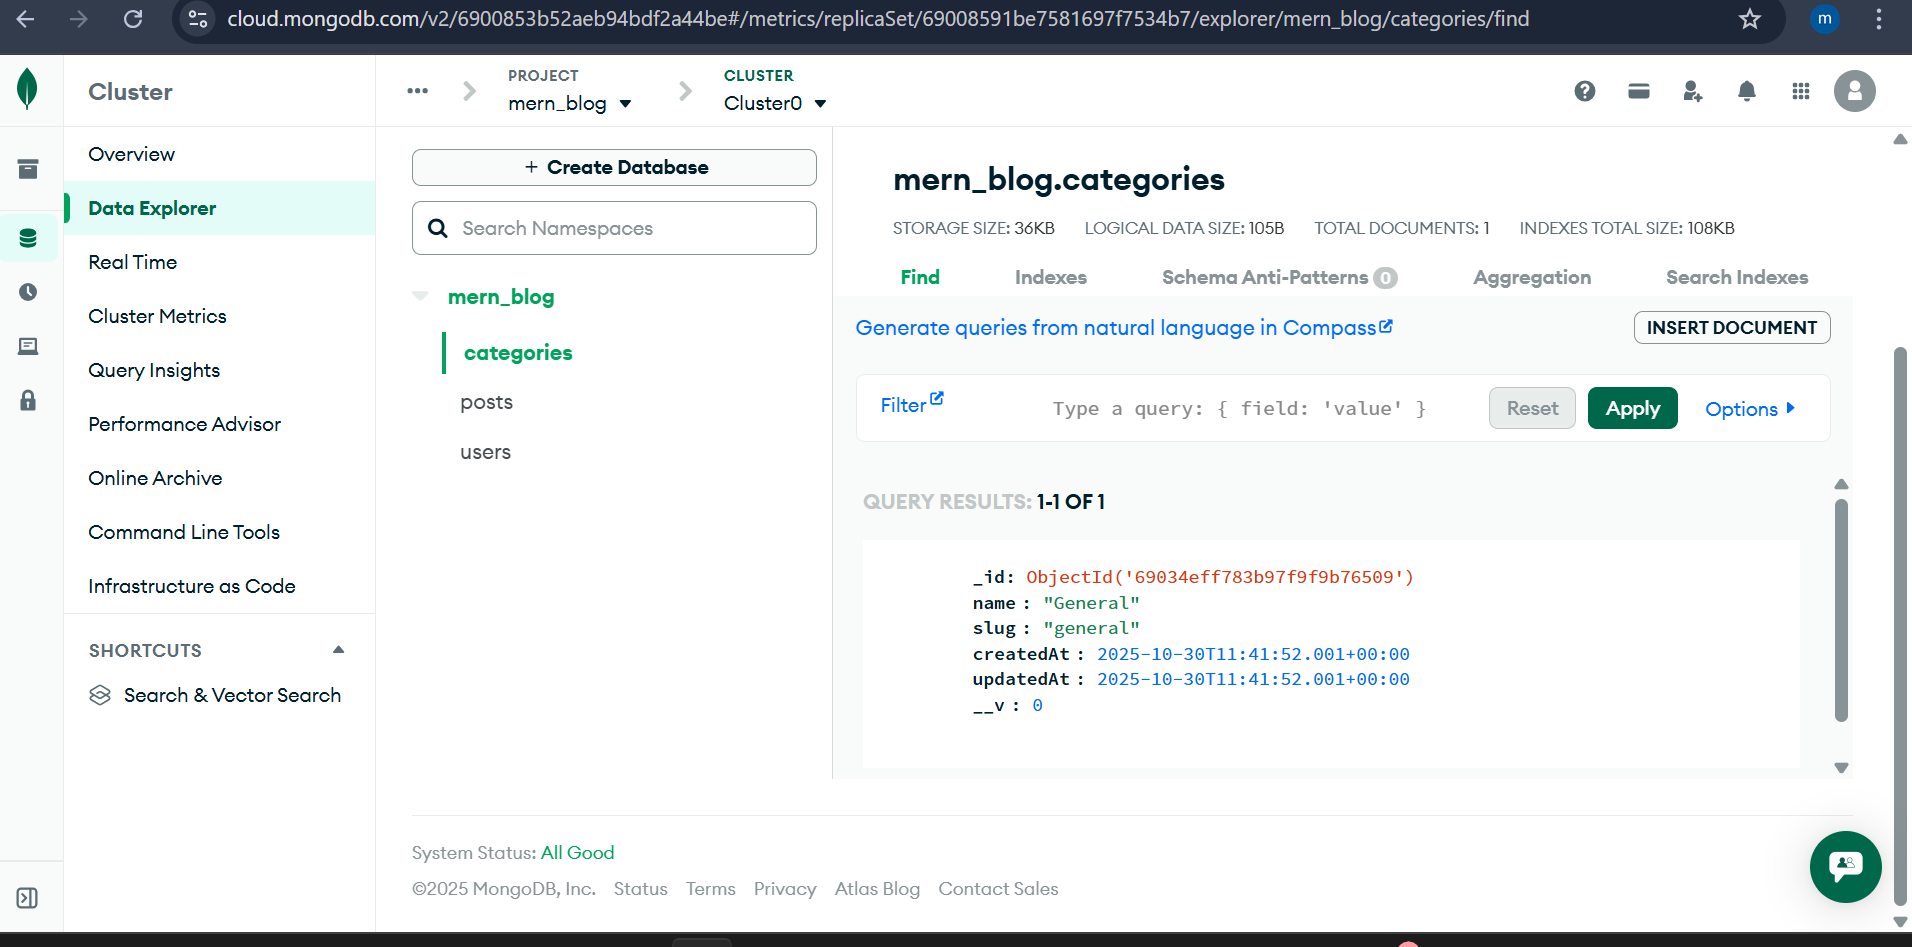 cloud.mongodb.com/v2/6900853b52aeb94bdf2a44be#/metrics/replicaSet/69008591be7581697f7534b7/explorer/mern_blog/categories/find
m
Cluster
PROJECT
mern_blog
CLUSTER
Cluster0
Overview
Data Explorer
Real Time
Cluster Metrics
Query Insights
Performance Advisor
Online Archive
Command Line Tools
Infrastructure as Code
SHORTCUTS
Search & Vector Search
+ Create Database
Search Namespaces
mern_blog
categories
posts
users
mern_blog.categories
STORAGE SIZE: 36KB LOGICAL DATA SIZE: 105B TOTAL DOCUMENTS: 1 INDEXES TOTAL SIZE: 108KB
Find Indexes Schema Anti-Patterns 0 Aggregation Search Indexes
Generate queries from natural language in Compass
INSERT DOCUMENT
Filter Type a query: { field: 'value' } Reset Apply Options
QUERY RESULTS: 1-1 OF 1
_id: ObjectId('69034eff783b97f9f9b76509')
name : "General"
slug : "general"
createdAt : 2025-10-30T11:41:52.001+00:00
updatedAt : 2025-10-30T11:41:52.001+00:00
__v : 0
System Status: All Good
©2025 MongoDB, Inc. Status Terms Privacy Atlas Blog Contact Sales